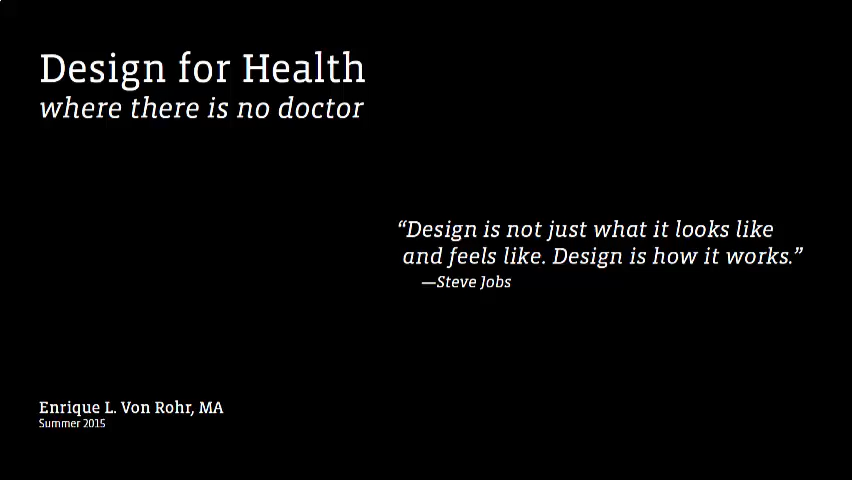 Design for Health
where there is no doctor
“Design is not just what it looks like
and feels like. Design is how it works.”
—Steve Jobs
Enrique L. Von Rohr, MA
Summer 2015